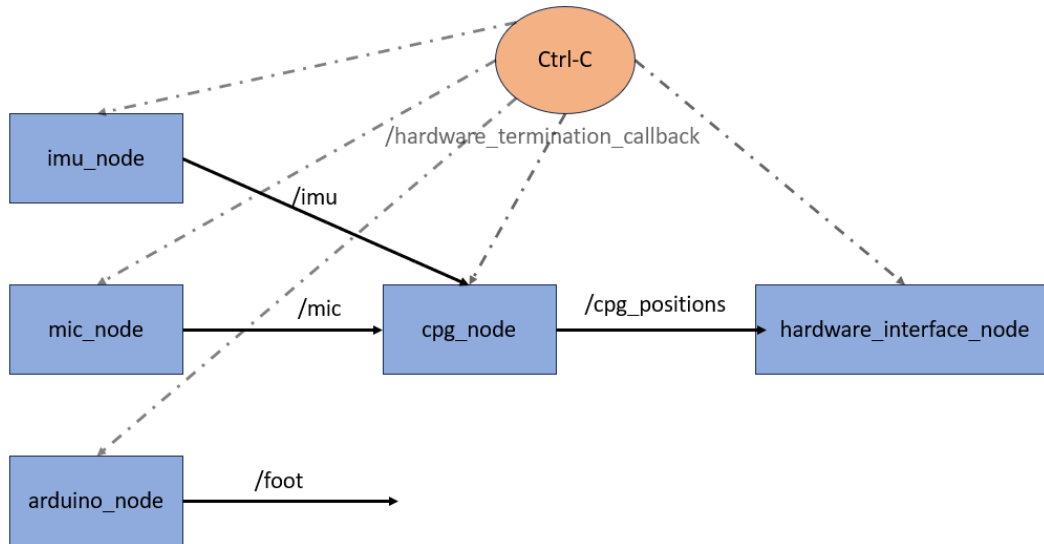 Ctrl-C
/hardware_termination_callback
imu_node
/imu
mic_node
/mic
cpg_node
/cpg_positions
hardware_interface_node
arduino_node
/foot